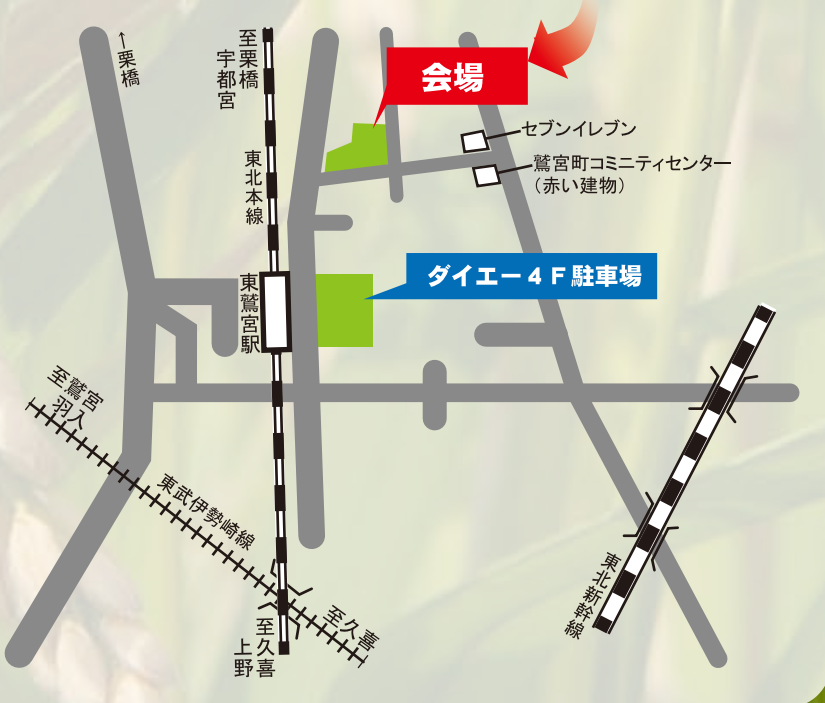 ←栗橋
至栗橋
宇都宮
会場
セブンイレブン
鷲宮町コミニティセンター
（赤い建物）
東北本線
ダイエー４Ｆ駐車場
東鷲宮駅
至鷲宮
羽入
東武伊勢崎線
東北新幹線
至久喜
至久喜
上野